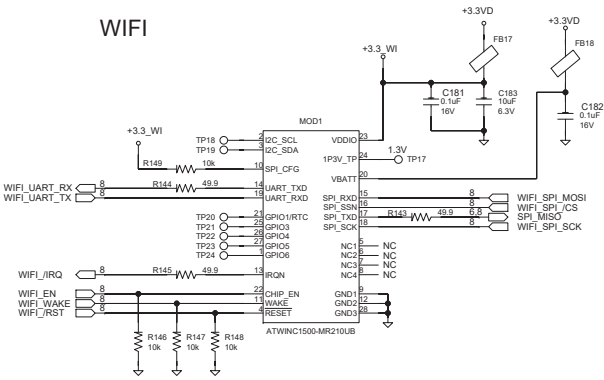 WIFI
+3.3VD
+3.3VD
FB17
FB18
+3.3_WI
C181
0.1uF
16V
C183
10uF
6.3V
C182
0.1uF
16V
MOD1
+3.3_WI
TP18 2 I2C_SCL VDDIO 23
TP19 3 I2C_SDA
1.3V
1P3V_TP 24 TP17
R149 10k 10 SPI_CFG
VBATT 20
WIFI_UART_RX 8 R144 49.9 14 UART_TXD
WIFI_UART_TX 8 19 UART_RXD
SPI_RXD 15 8 WIFI_SPI_MOSI
SPI_SSN 16 8 WIFI_SPI_/CS
SPI_TXD 17 R143 49.9 6,8 SPI_MISO
SPI_SCK 18 8 WIFI_SPI_SCK
TP20 21 GPIO1/RTC
TP21 25 GPIO3
TP22 26 GPIO4
TP23 27 GPIO5
TP24 1 GPIO6
NC1 5 NC
NC2 6 NC
NC3 7 NC
NC4 8 NC
WIFI_/IRQ 8 R145 49.9 13 IRQN
WIFI_EN 8 22 CHIP_EN GND1 9
WIFI_WAKE 8 11 WAKE GND2 12
WIFI_/RST 8 4 RESET GND3 28
ATWINC1500-MR210UB
R146
10k
R147
10k
R148
10k